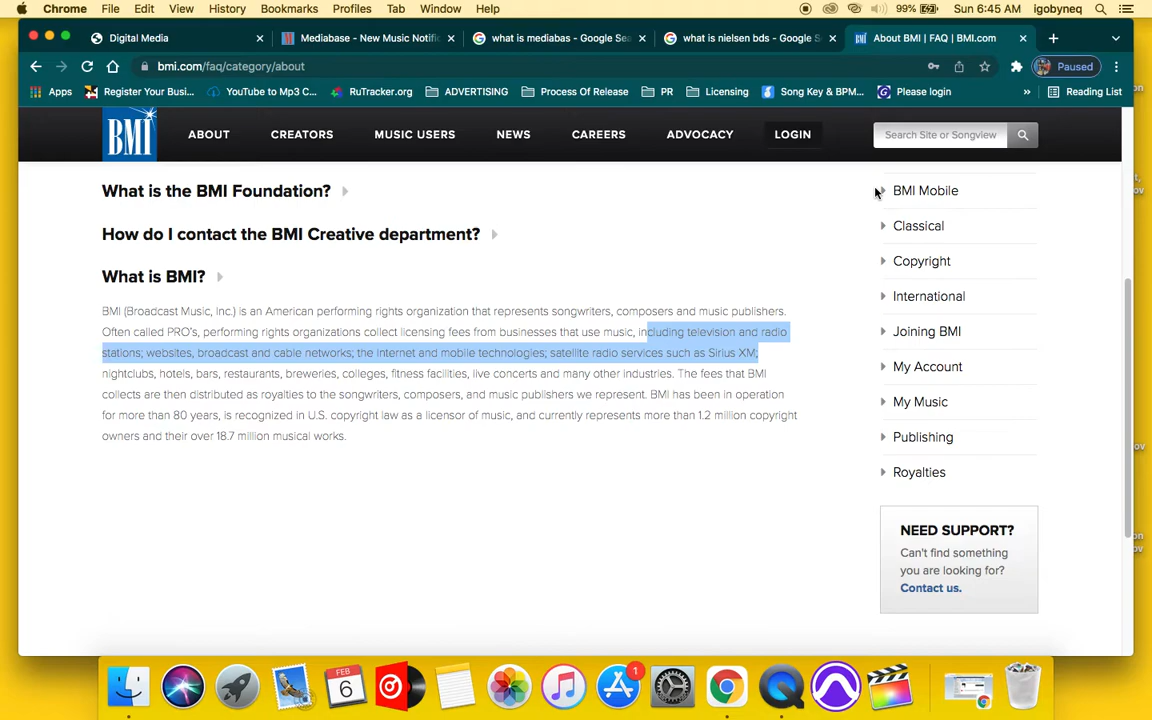 Chrome File Edit View History Bookmarks Profiles Tab Window Help 99% Sun 6:45 AM igobyneq
Digital Media
Mediabase - New Music Notific
what is mediabas - Google Sea
what is nielsen bds - Google S
About BMI | FAQ | BMI.com
bmi.com/faq/category/about
Paused
Apps Register Your Busi... YouTube to Mp3 C... RuTracker.org ADVERTISING Process Of Release PR Licensing Song Key & BPM... Please login » Reading List
BMI
ABOUT CREATORS MUSIC USERS NEWS CAREERS ADVOCACY LOGIN
Search Site or Songview
What is the BMI Foundation?
How do I contact the BMI Creative department?
What is BMI?
BMI (Broadcast Music, Inc.) is an American performing rights organization that represents songwriters, composers and music publishers.
Often called PRO's, performing rights organizations collect licensing fees from businesses that use music, including television and radio
stations; websites, broadcast and cable networks; the Internet and mobile technologies; satellite radio services such as Sirius XM;
nightclubs, hotels, bars, restaurants, breweries, colleges, fitness facilities, live concerts and many other industries. The fees that BMI
collects are then distributed as royalties to the songwriters, composers, and music publishers we represent. BMI has been in operation
for more than 80 years, is recognized in U.S. copyright law as a licensor of music, and currently represents more than 1.2 million copyright
owners and their over 18.7 million musical works.
BMI Mobile
Classical
Copyright
International
Joining BMI
My Account
My Music
Publishing
Royalties
NEED SUPPORT?
Can't find something
you are looking for?
Contact us.
FEB
6
1